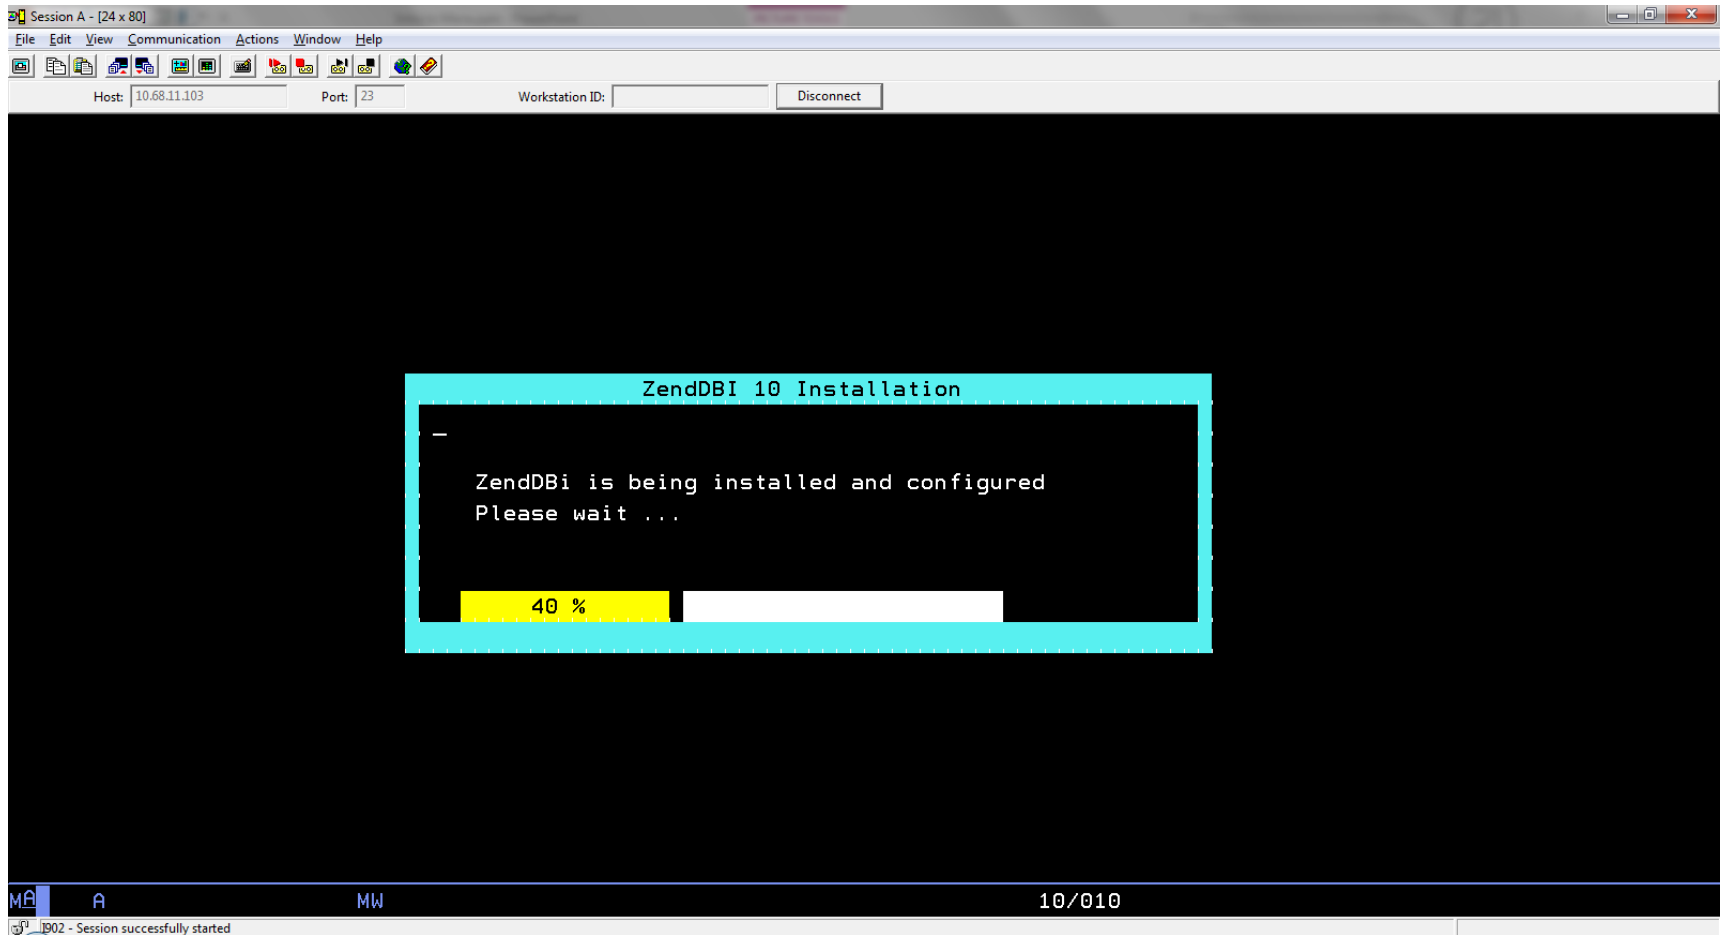 Session A - [24 x 80]
File Edit View Communication Actions Window Help
Host: 10.68.11.103 Port: 23 Workstation ID: Disconnect
ZendDBI 10 Installation
ZendDBi is being installed and configured
Please wait ...
40 %
MA A MW 10/010
I902 - Session successfully started